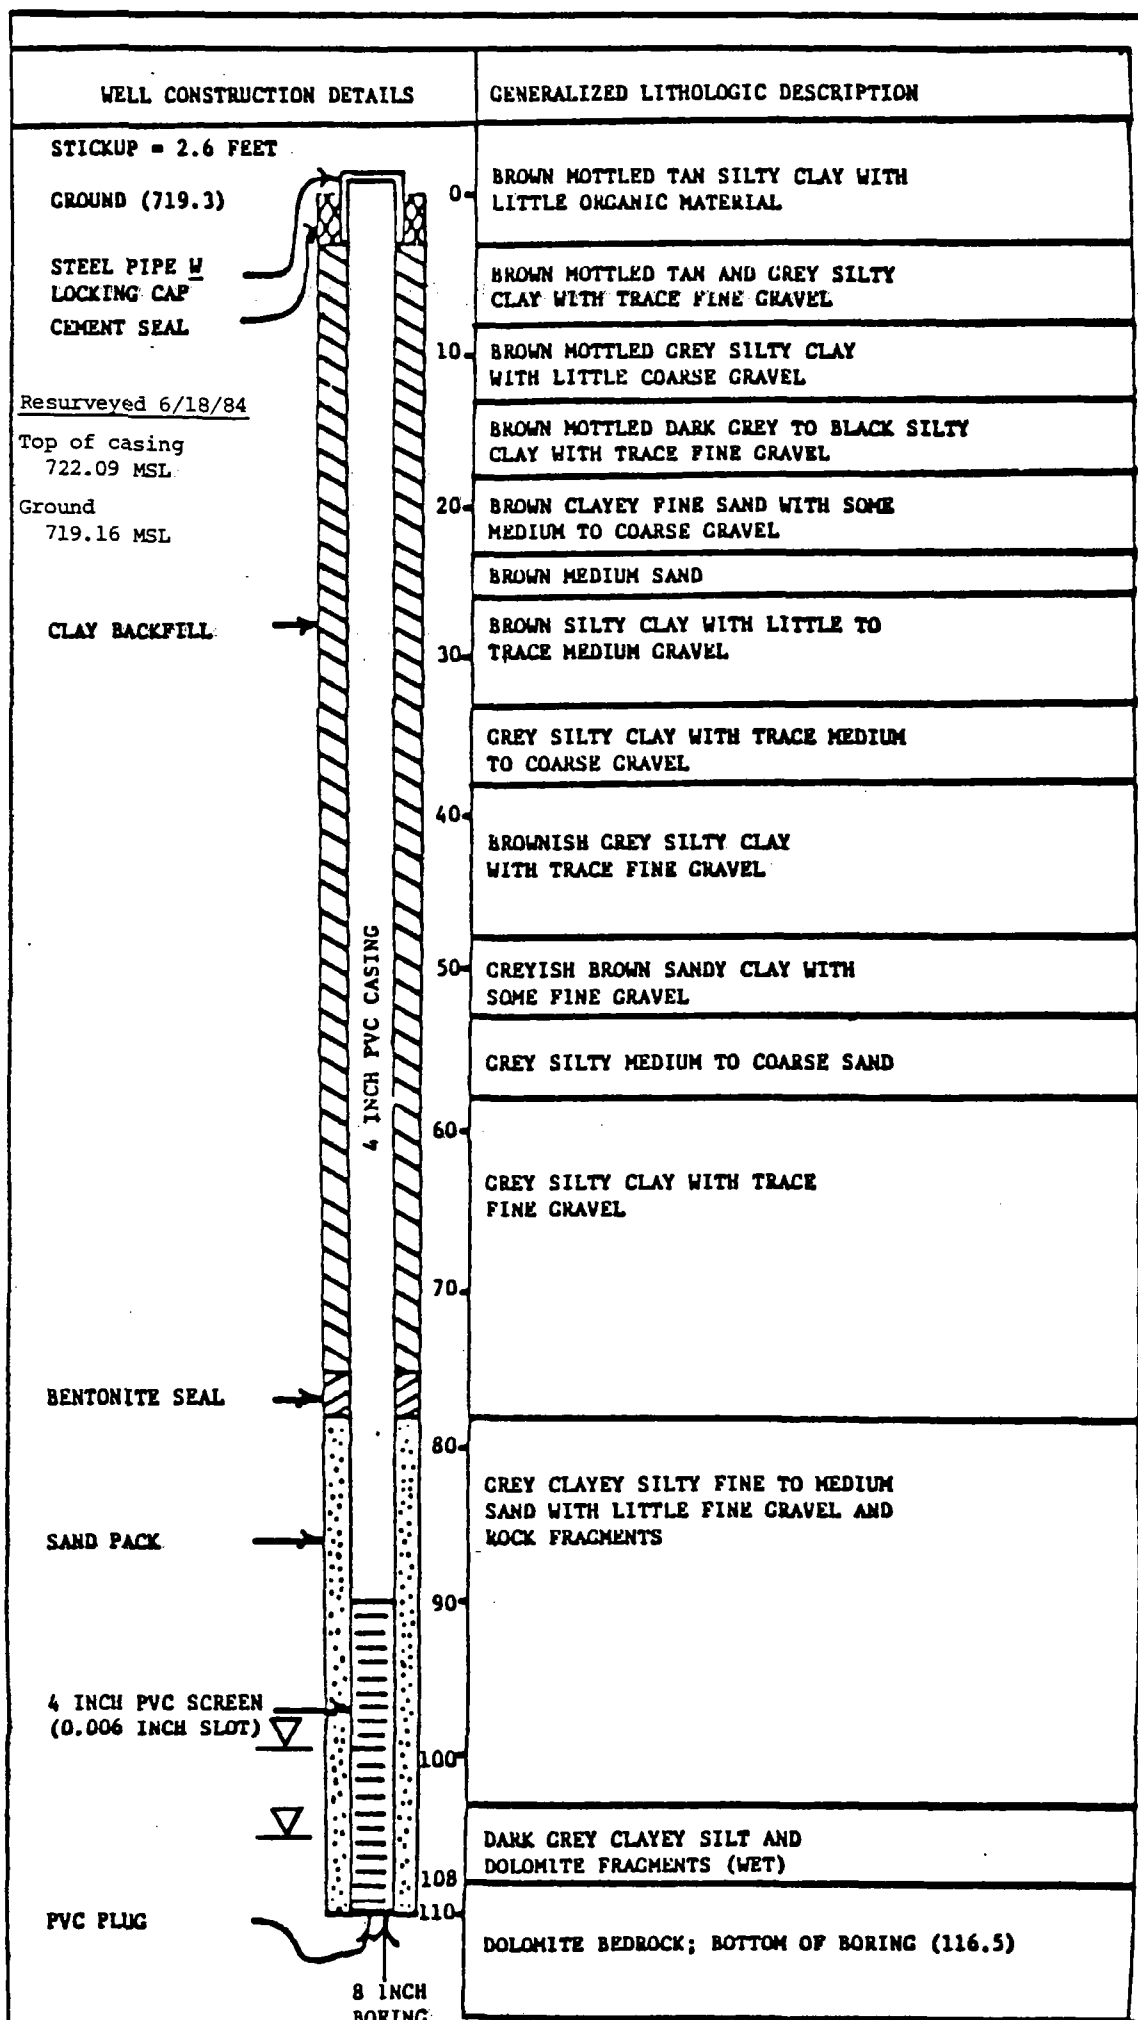 WELL CONSTRUCTION DETAILS
GENERALIZED LITHOLOGIC DESCRIPTION
STICKUP = 2.6 FEET
GROUND (719.3)
STEEL PIPE W
LOCKING CAP
CEMENT SEAL
Resurveyed 6/18/84
Top of casing
722.09 MSL
Ground
719.16 MSL
CLAY BACKFILL
4 INCH PVC CASING
BENTONITE SEAL
SAND PACK
4 INCH PVC SCREEN
(0.006 INCH SLOT)
PVC PLUG
8 INCH
BORING
0
10
20
30
40
50
60
70
80
90
100
108
110
BROWN MOTTLED TAN SILTY CLAY WITH
LITTLE ORGANIC MATERIAL
BROWN MOTTLED TAN AND GREY SILTY
CLAY WITH TRACE FINE GRAVEL
BROWN MOTTLED GREY SILTY CLAY
WITH LITTLE COARSE GRAVEL
BROWN MOTTLED DARK GREY TO BLACK SILTY
CLAY WITH TRACE FINE GRAVEL
BROWN CLAYEY FINE SAND WITH SOME
MEDIUM TO COARSE GRAVEL
BROWN MEDIUM SAND
BROWN SILTY CLAY WITH LITTLE TO
TRACE MEDIUM GRAVEL
GREY SILTY CLAY WITH TRACE MEDIUM
TO COARSE GRAVEL
BROWNISH GREY SILTY CLAY
WITH TRACE FINE GRAVEL
GREYISH BROWN SANDY CLAY WITH
SOME FINE GRAVEL
GREY SILTY MEDIUM TO COARSE SAND
GREY SILTY CLAY WITH TRACE
FINE GRAVEL
GREY CLAYEY SILTY FINE TO MEDIUM
SAND WITH LITTLE FINE GRAVEL AND
ROCK FRAGMENTS
DARK GREY CLAYEY SILT AND
DOLOMITE FRAGMENTS (WET)
DOLOMITE BEDROCK; BOTTOM OF BORING (116.5)